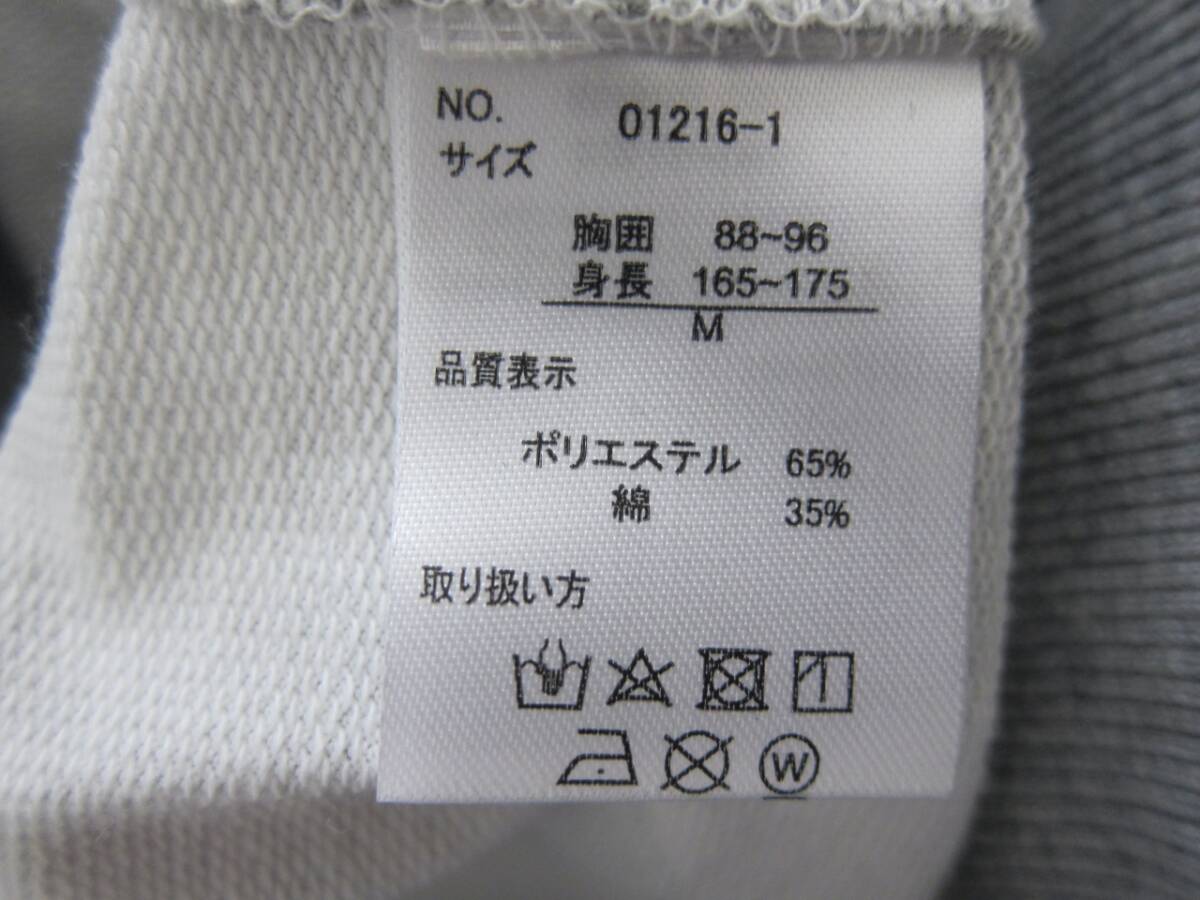 NO. 01216-1
サイズ
胸囲 88~96
身長 165~175
M
品質表示
ポリエステル 65%
綿 35%
取り扱い方
W